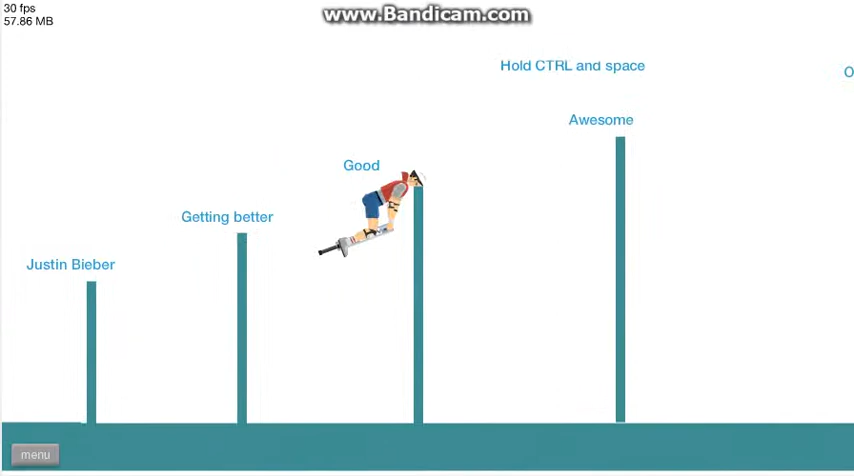 30 fps
57.86 MB
www.Bandicam.com
Hold CTRL and space
O
Awesome
Good
Getting better
Justin Bieber
menu